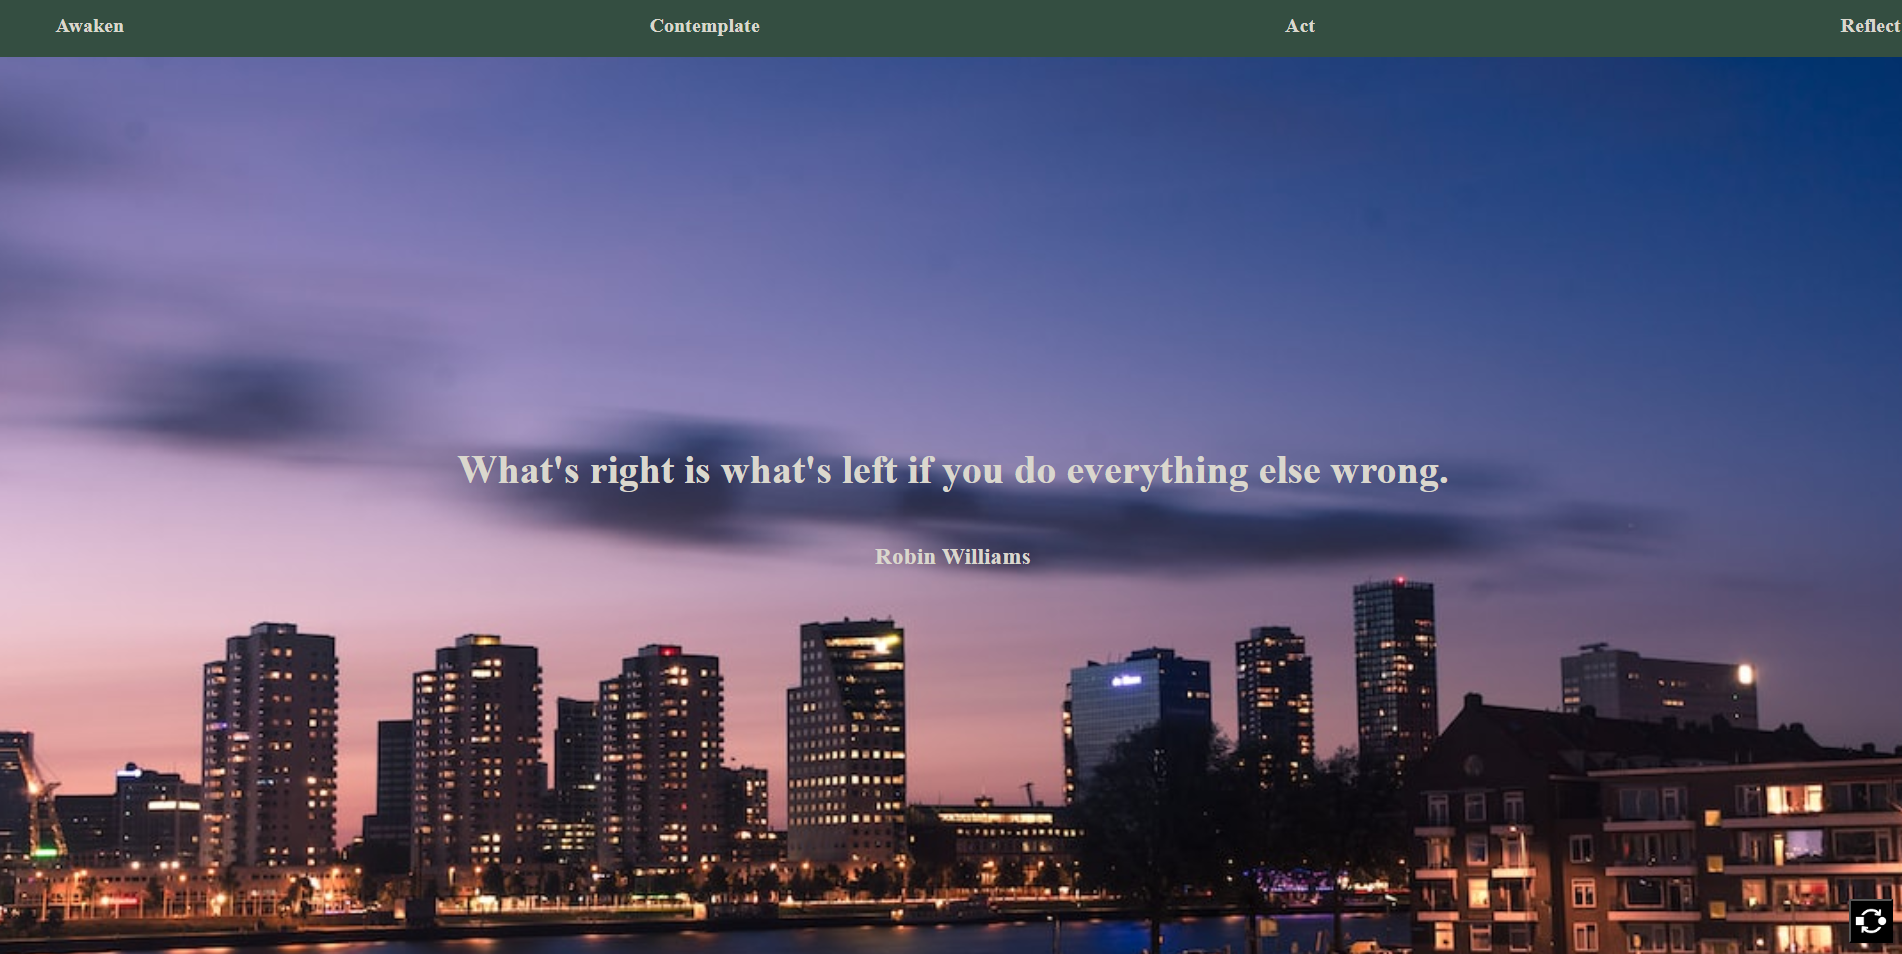 Awaken Contemplate Act Reflect
What's right is what's left if you do everything else wrong.
Robin Williams